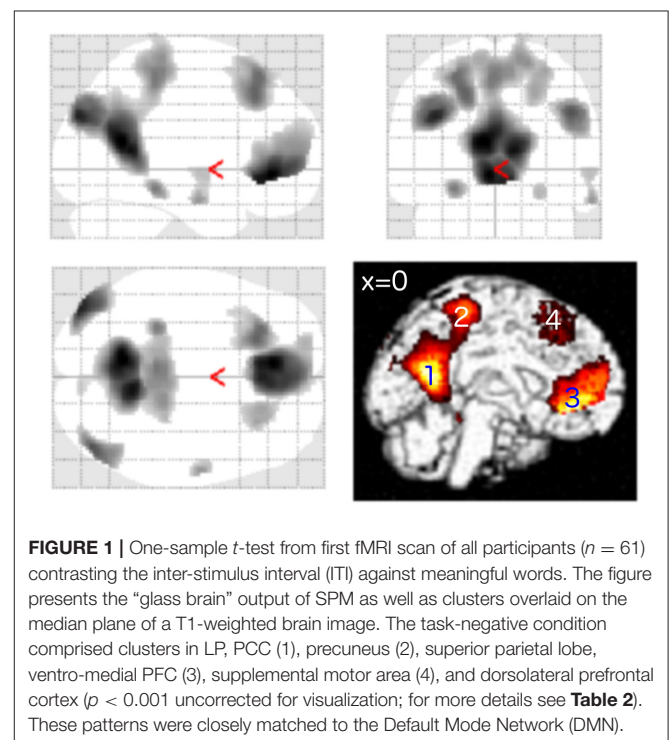 x=0
2
4
1
3
FIGURE 1 | One-sample t-test from first fMRI scan of all participants (n = 61)
contrasting the inter-stimulus interval (ITI) against meaningful words. The figure
presents the “glass brain” output of SPM as well as clusters overlaid on the
median plane of a T1-weighted brain image. The task-negative condition
comprised clusters in LP, PCC (1), precuneus (2), superior parietal lobe,
ventro-medial PFC (3), supplemental motor area (4), and dorsolateral prefrontal
cortex (p < 0.001 uncorrected for visualization; for more details see Table 2).
These patterns were closely matched to the Default Mode Network (DMN).